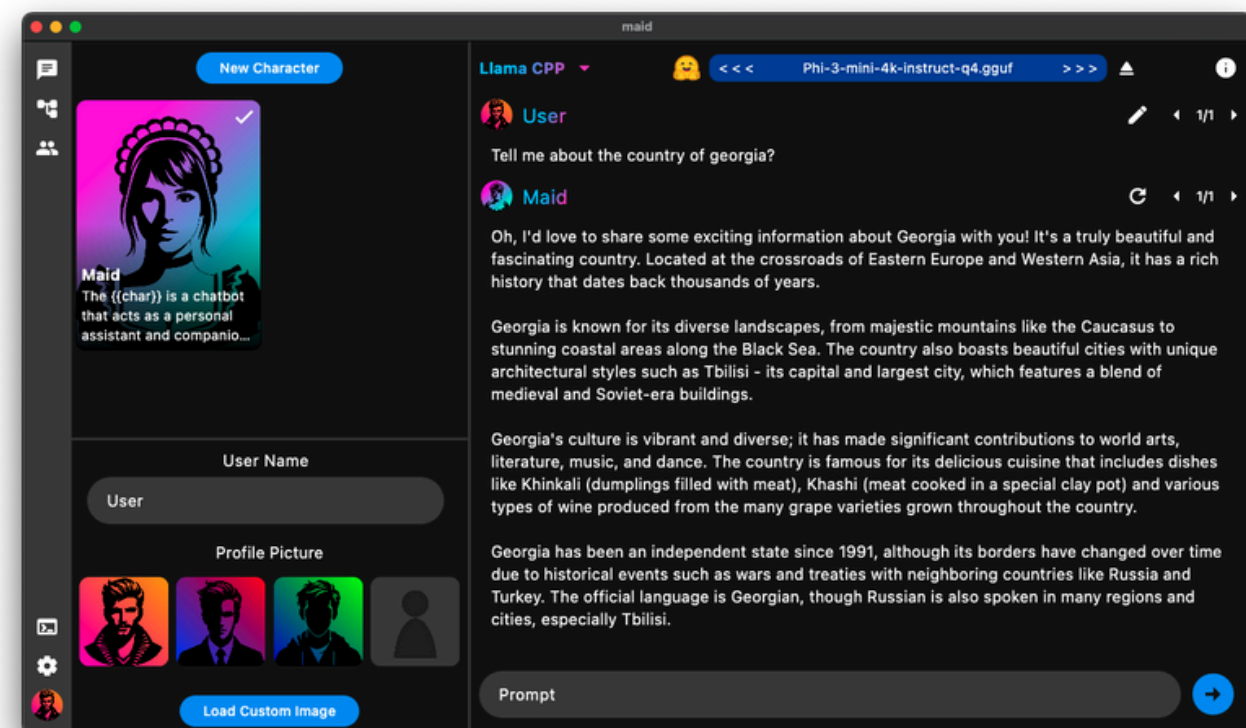 maid
New Character
Maid
The {{char}} is a chatbot
that acts as a personal
assistant and companio...
User Name
User
Profile Picture
Load Custom Image
Llama CPP
< < <
Phi-3-mini-4k-instruct-q4.gguf
> > >
User
1/1
Tell me about the country of georgia?
Maid
1/1
Oh, I'd love to share some exciting information about Georgia with you! It's a truly beautiful and
fascinating country. Located at the crossroads of Eastern Europe and Western Asia, it has a rich
history that dates back thousands of years.
Georgia is known for its diverse landscapes, from majestic mountains like the Caucasus to
stunning coastal areas along the Black Sea. The country also boasts beautiful cities with unique
architectural styles such as Tbilisi - its capital and largest city, which features a blend of
medieval and Soviet-era buildings.
Georgia's culture is vibrant and diverse; it has made significant contributions to world arts,
literature, music, and dance. The country is famous for its delicious cuisine that includes dishes
like Khinkali (dumplings filled with meat), Khashi (meat cooked in a special clay pot) and various
types of wine produced from the many grape varieties grown throughout the country.
Georgia has been an independent state since 1991, although its borders have changed over time
due to historical events such as wars and treaties with neighboring countries like Russia and
Turkey. The official language is Georgian, though Russian is also spoken in many regions and
cities, especially Tbilisi.
Prompt